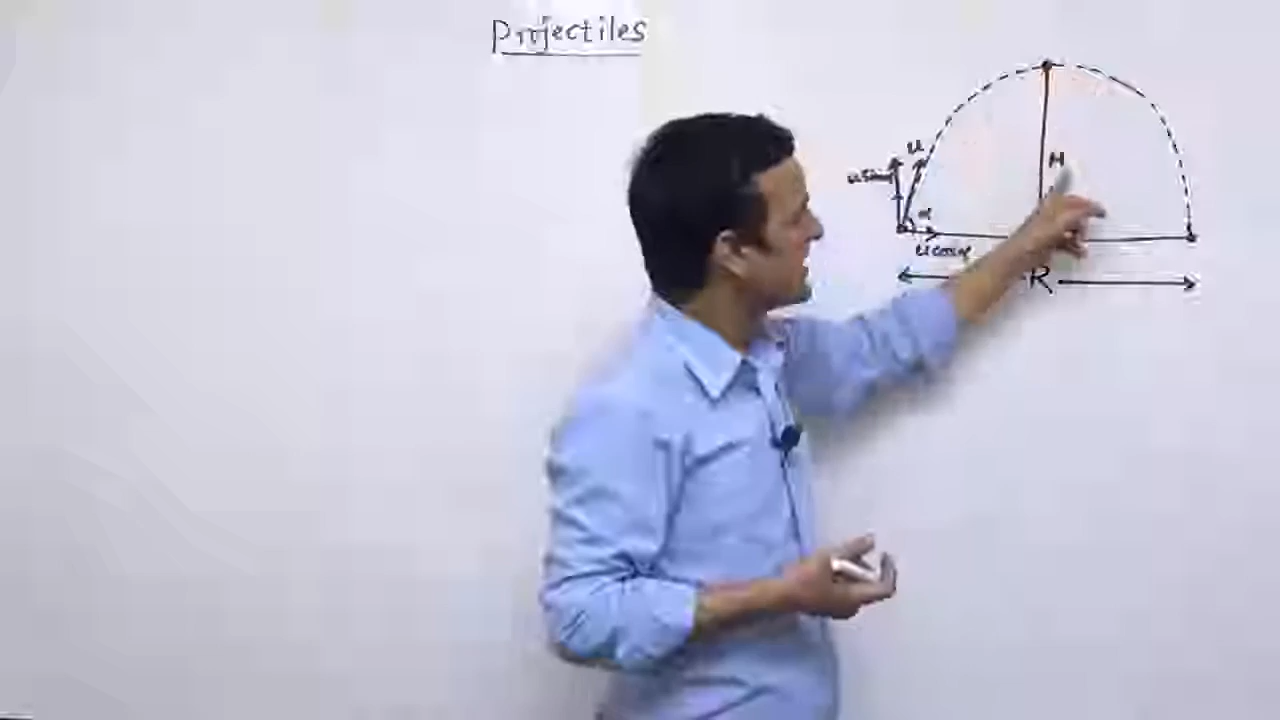 Projectiles
u
H
u sinα
α
u cosα
R